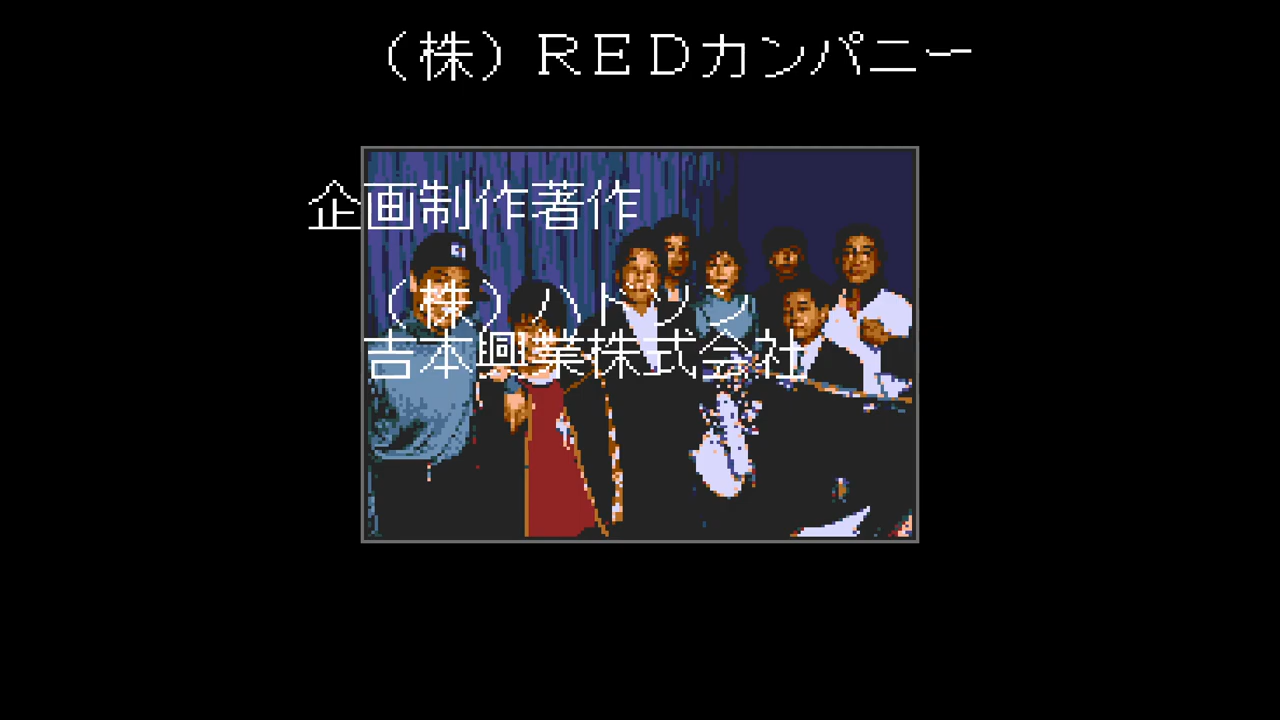 （株）ＲＥＤカンパニー
企画制作著作
（株）ハドソン
吉本興業株式会社